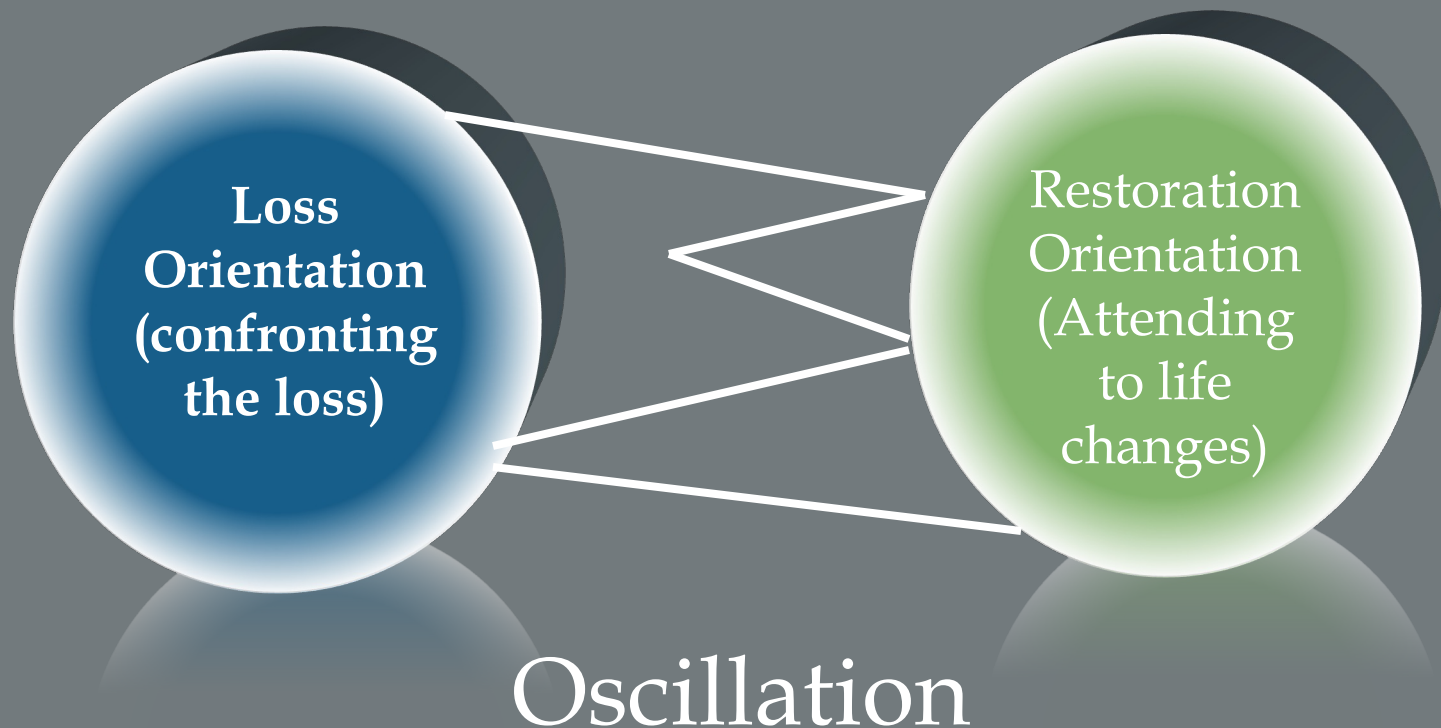 Loss
Orientation
(confronting
the loss)
Restoration
Orientation
(Attending
to life
changes)
Oscillation